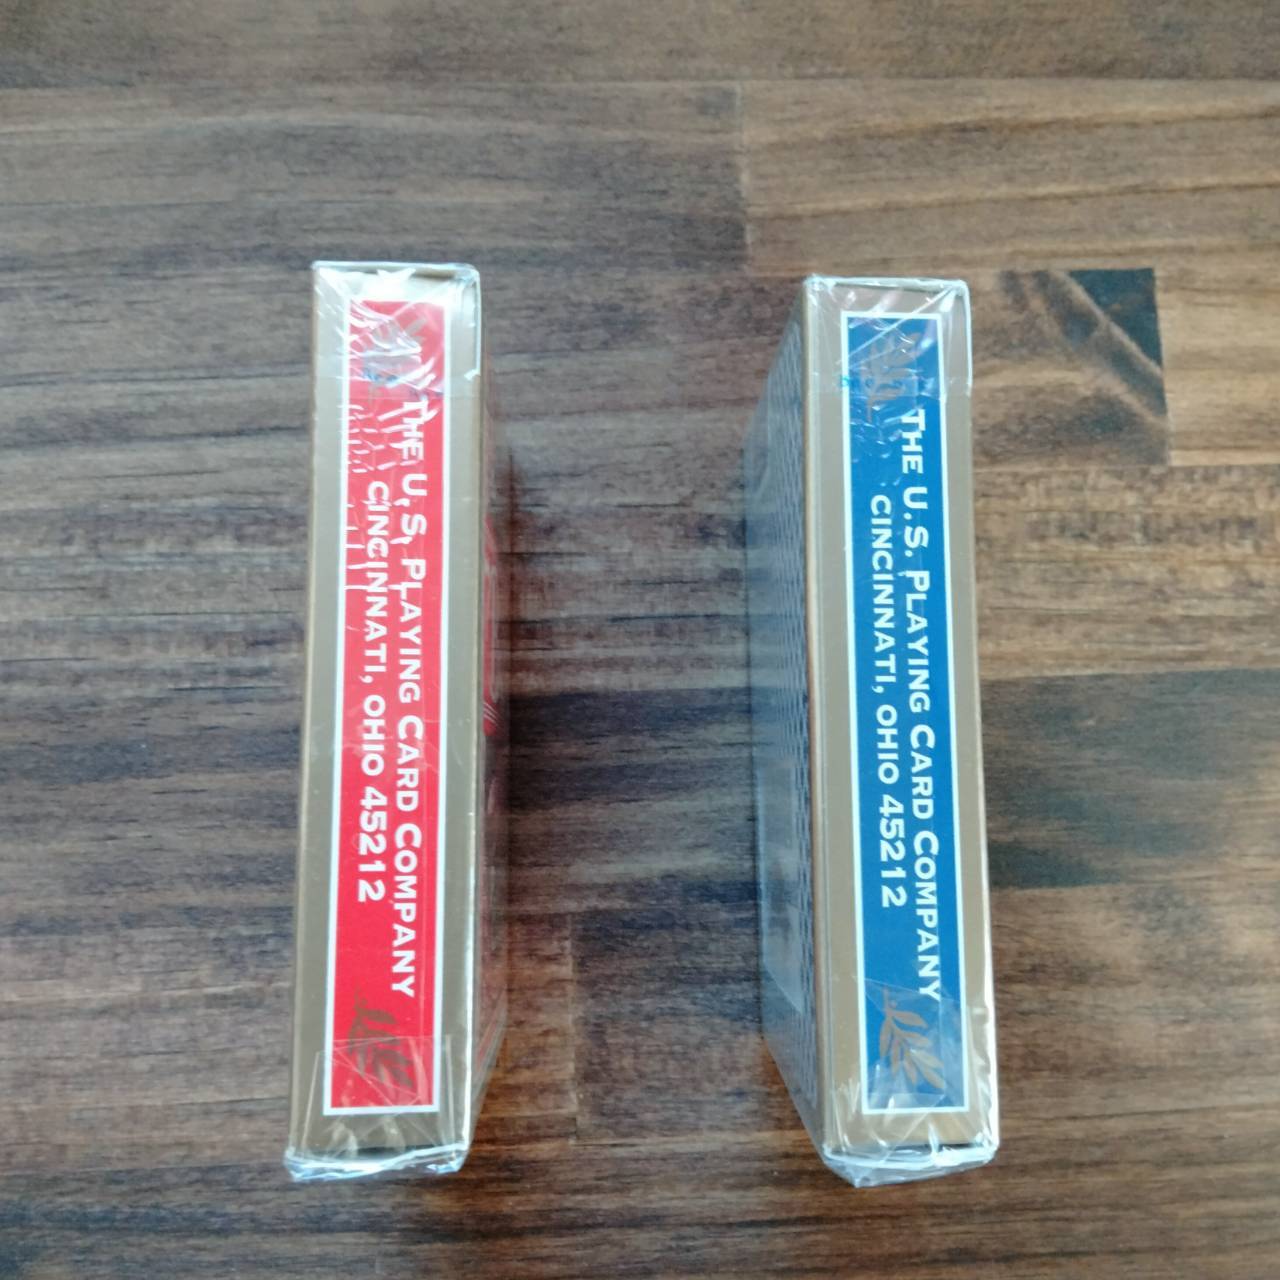 THE U.S. PLAYING CARD COMPANY
CINCINNATI, OHIO 45212
THE U.S. PLAYING CARD COMPANY
CINCINNATI, OHIO 45212